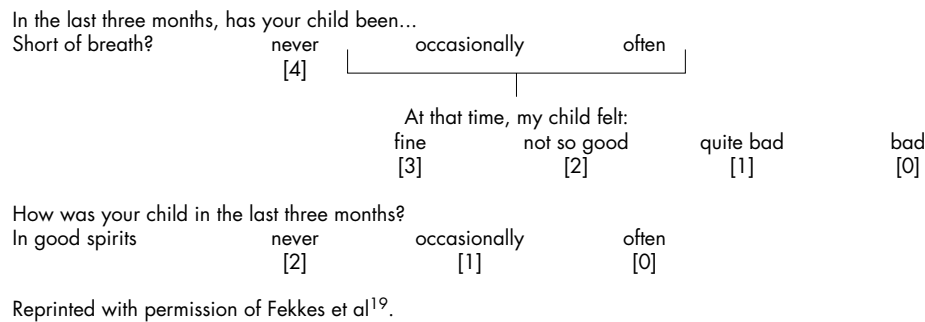 In the last three months, has your child been...
Short of breath? never occasionally often
[4]
At that time, my child felt:
fine not so good quite bad bad
[3] [2] [1] [0]
How was your child in the last three months?
In good spirits never occasionally often
[2] [1] [0]
Reprinted with permission of Fekkes et al19.